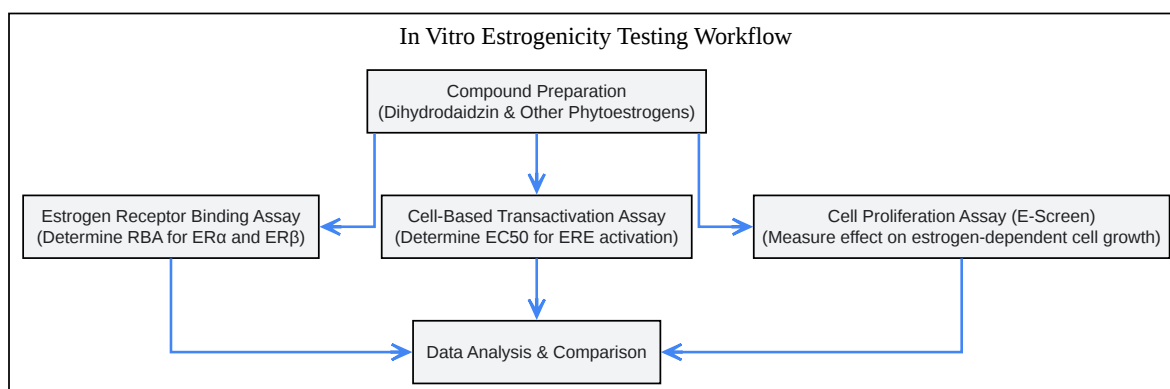 In Vitro Estrogenicity Testing Workflow
Compound Preparation
(Dihydrodaidzin & Other Phytoestrogens)
Estrogen Receptor Binding Assay
(Determine RBA for ERα and ERβ)
Cell-Based Transactivation Assay
(Determine EC50 for ERE activation)
Cell Proliferation Assay (E-Screen)
(Measure effect on estrogen-dependent cell growth)
Data Analysis & Comparison